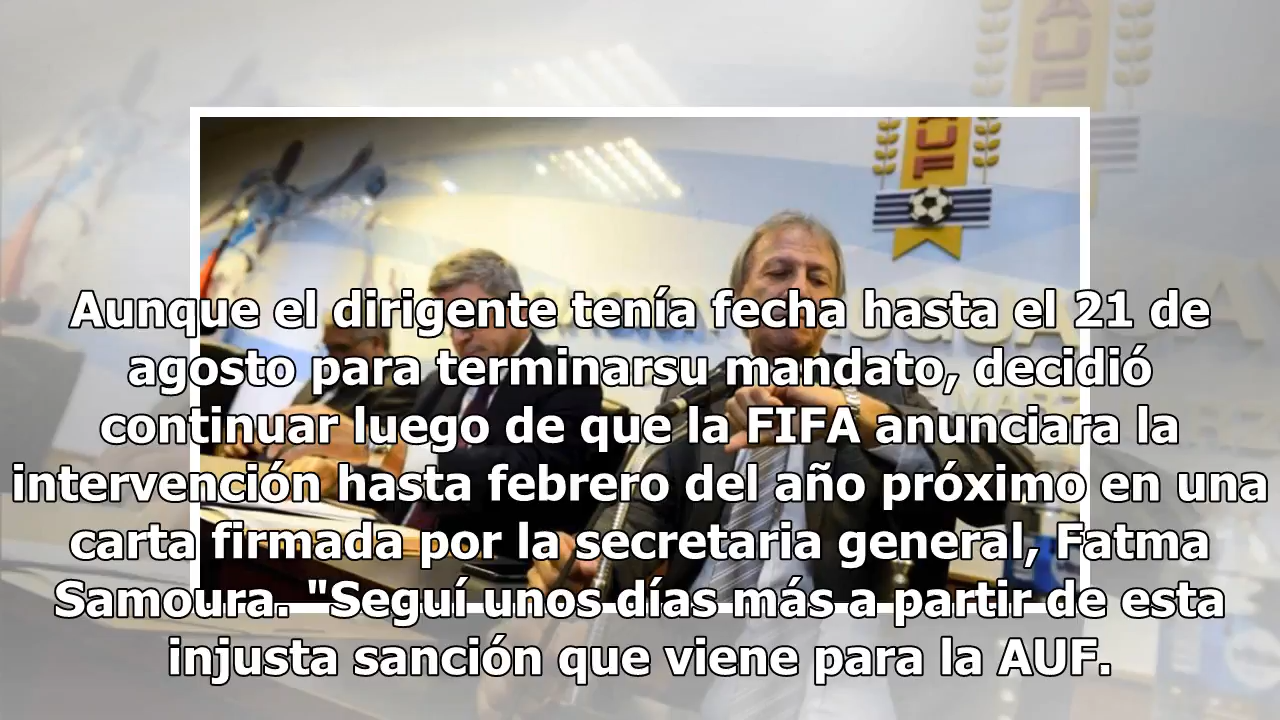 AUF
AUF
Aunque el dirigente tenía fecha hasta el 21 de
agosto para terminarsu mandato, decidió
continuar luego de que la FIFA anunciara la
intervención hasta febrero del año próximo en una
carta firmada por la secretaria general, Fatma
Samoura. "Seguí unos días más a partir de esta
injusta sanción que viene para la AUF.